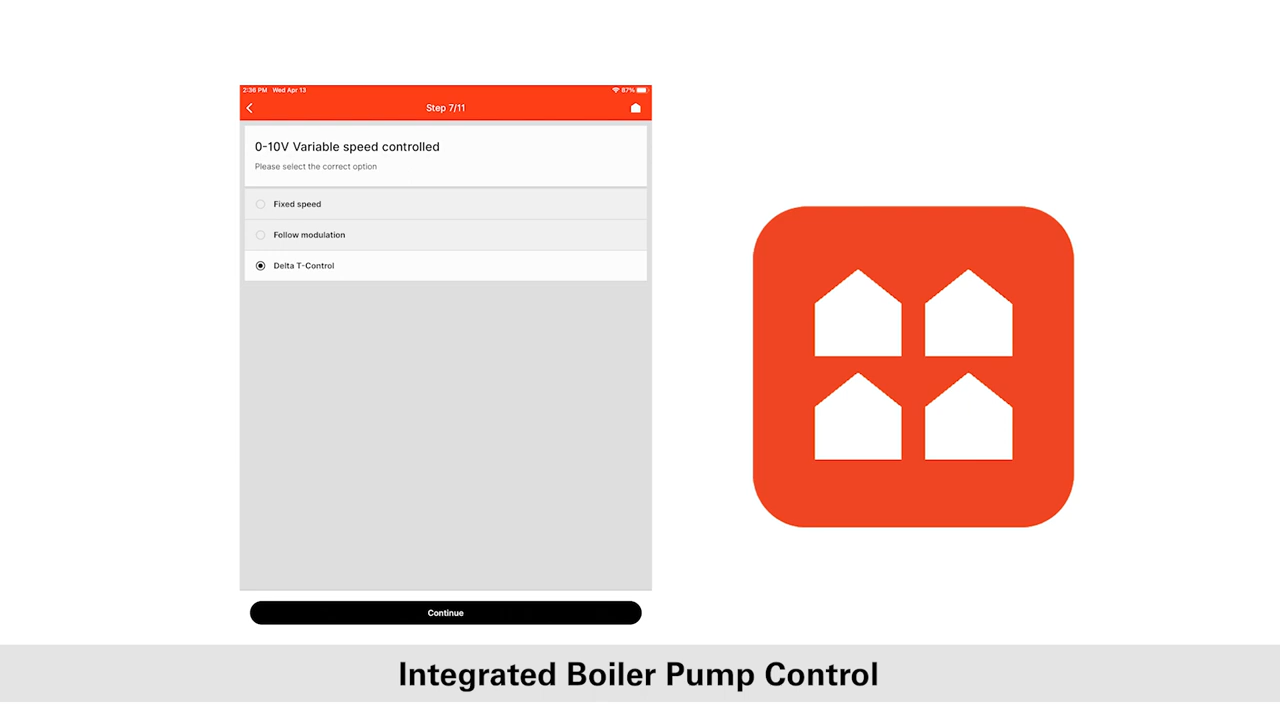 2:36 PM Wed Apr 13
87%
Step 7/11
0-10V Variable speed controlled
Please select the correct option
Fixed speed
Follow modulation
Delta T-Control
Continue
Integrated Boiler Pump Control